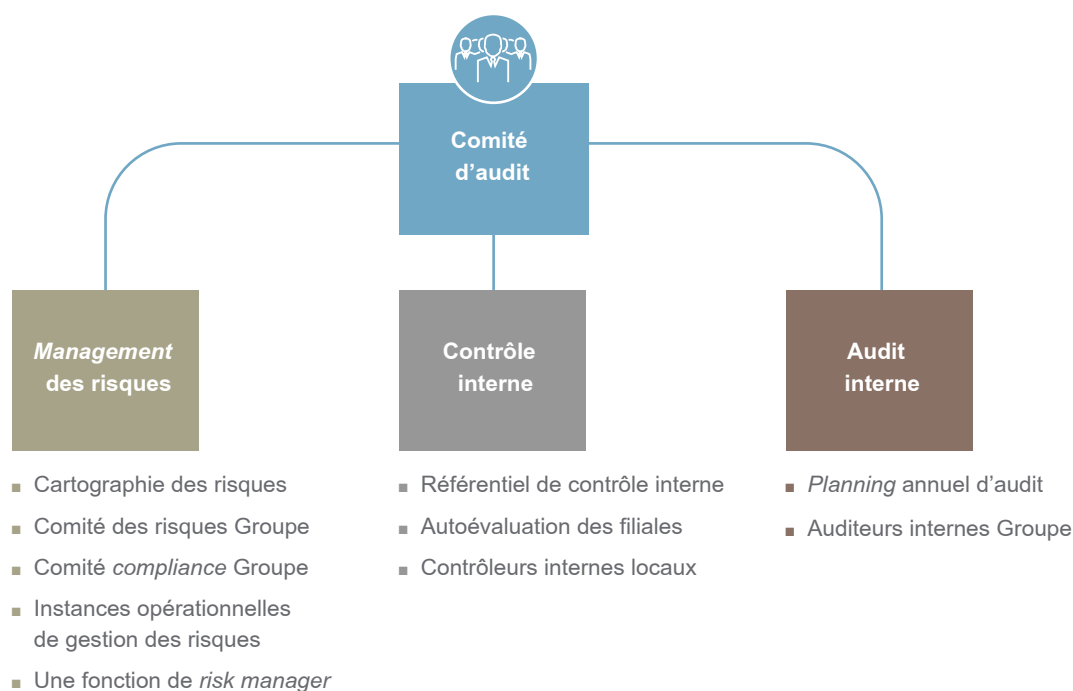 Comité
d’audit
Management
des risques
■ Cartographie des risques
■ Comité des risques Groupe
■ Comité compliance Groupe
■ Instances opérationnelles
de gestion des risques
■ Une fonction de risk manager
Contrôle
interne
■ Référentiel de contrôle interne
■ Autoévaluation des filiales
■ Contrôleurs internes locaux
Audit
interne
■ Planning annuel d’audit
■ Auditeurs internes Groupe